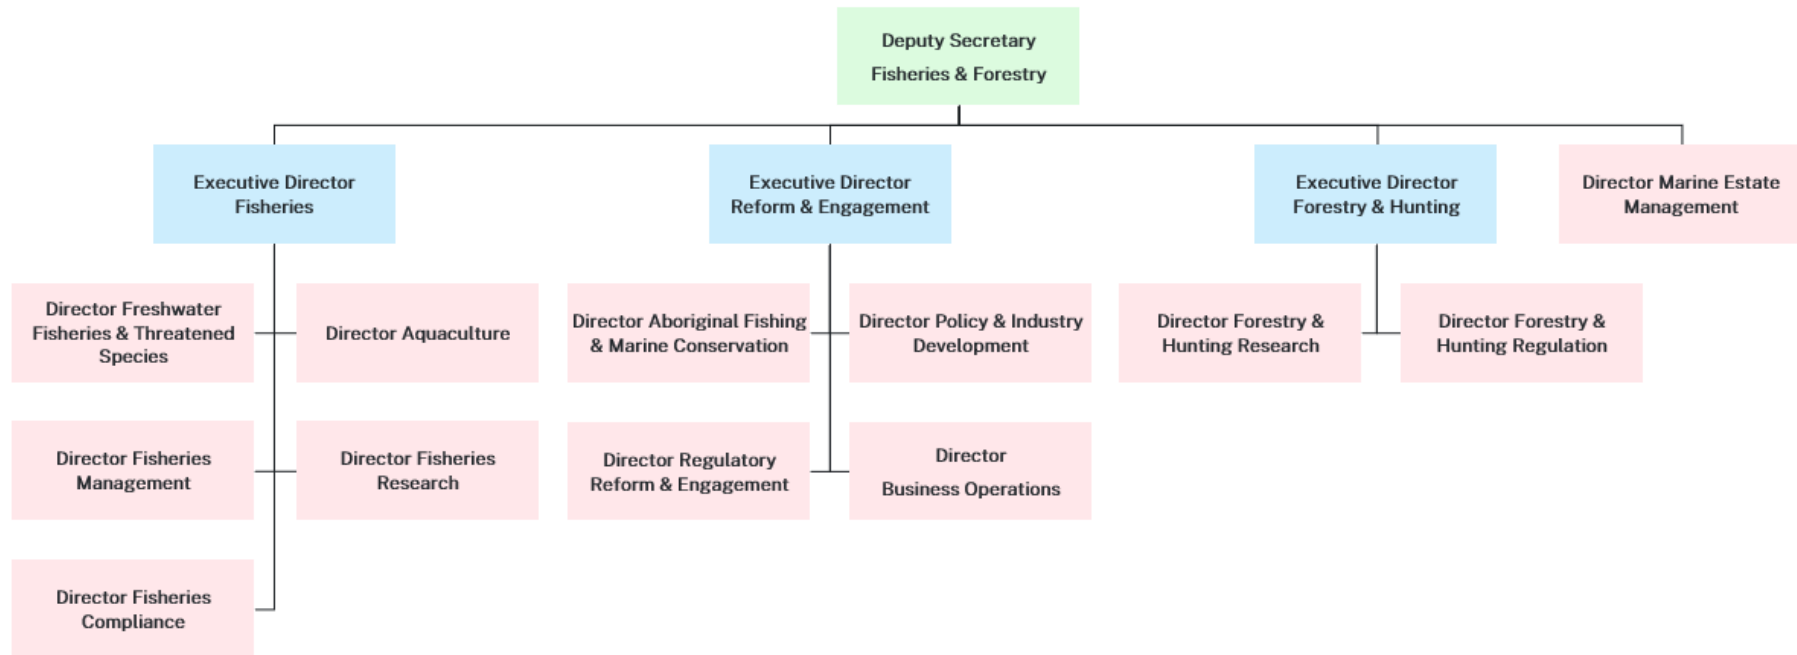 Deputy Secretary
Fisheries & Forestry
Executive Director
Fisheries
Executive Director
Reform & Engagement
Executive Director
Forestry & Hunting
Director Marine Estate
Management
Director Freshwater
Fisheries & Threatened
Species
Director Aquaculture
Director Aboriginal Fishing
& Marine Conservation
Director Policy & Industry
Development
Director Forestry &
Hunting Research
Director Forestry &
Hunting Regulation
Director Fisheries
Management
Director Fisheries
Research
Director Regulatory
Reform & Engagement
Director
Business Operations
Director Fisheries
Compliance